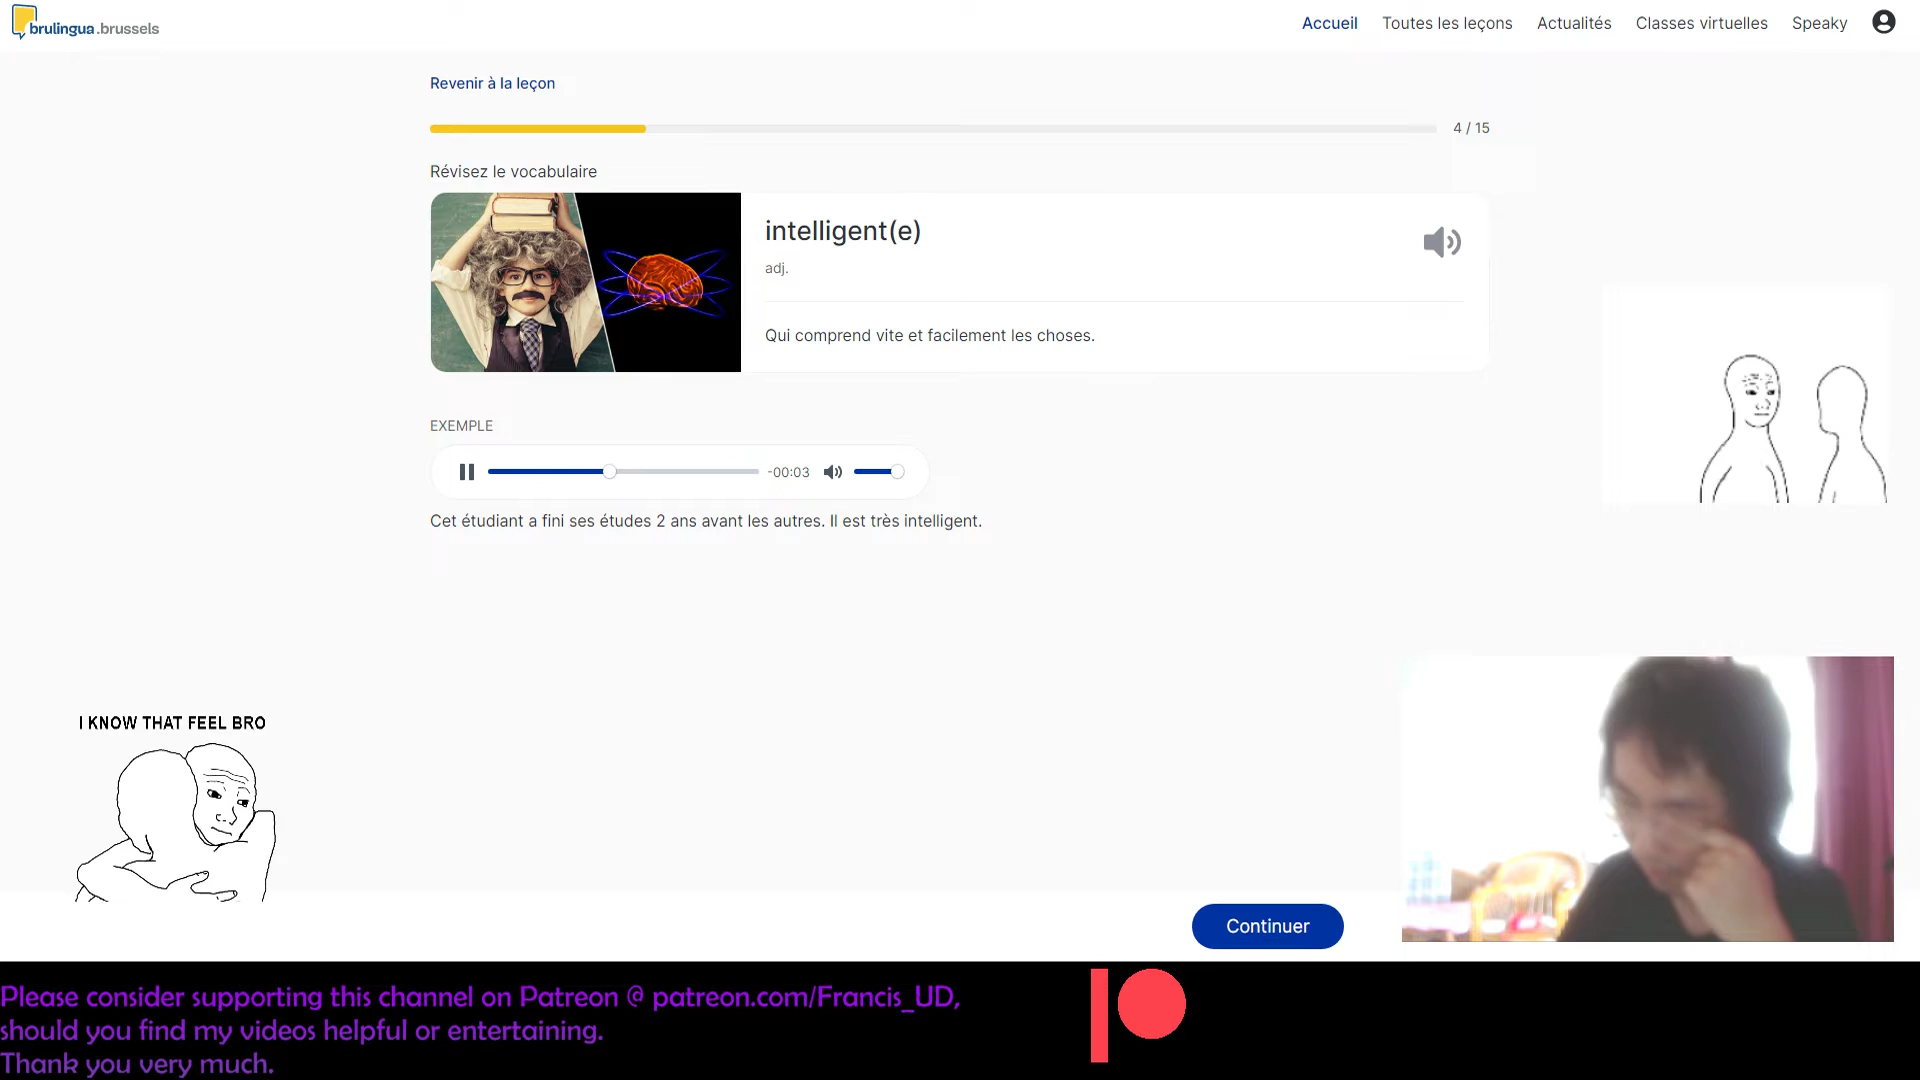 brulingua.brussels
Accueil
Toutes les leçons
Actualités
Classes virtuelles
Speaky
Revenir à la leçon
4 / 15
Révisez le vocabulaire
intelligent(e)
adj.
Qui comprend vite et facilement les choses.
EXEMPLE
-00:03
Cet étudiant a fini ses études 2 ans avant les autres. Il est très intelligent.
I KNOW THAT FEEL BRO
Continuer
Please consider supporting this channel on Patreon @ patreon.com/Francis_UD,
should you find my videos helpful or entertaining.
Thank you very much.